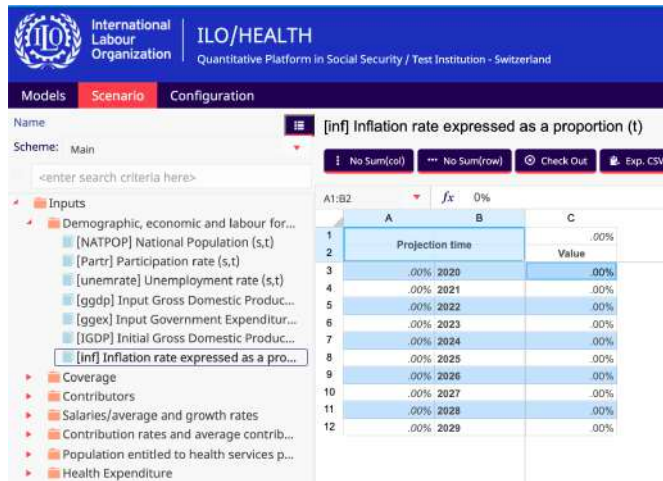 International
Labour
Organization
ILO/HEALTH
Quantitative Platform in Social Security / Test Institution - Switzerland
Models Scenario Configuration
Name
Scheme: Main
<enter search criteria here>
Inputs
Demographic, economic and labour for...
[NATPOP] National Population (s,t)
[Partr] Participation rate (s,t)
[unemrate] Unemployment rate (s,t)
[ggdp] Input Gross Domestic Produc...
[ggex] Input Government Expenditur...
[IGDP] Initial Gross Domestic Produc...
[inf] Inflation rate expressed as a pro...
Coverage
Contributors
Salaries/average and growth rates
Contribution rates and average contrib...
Population entitled to health services p...
Health Expenditure
[inf] Inflation rate expressed as a proportion (t)
No Sum(col) No Sum(row) Check Out Exp. CSV
A1:B2 fx 0%
A B C
1 .00%
Projection time
2 Value
3 .00% 2020 .00%
4 .00% 2021 .00%
5 .00% 2022 .00%
6 .00% 2023 .00%
7 .00% 2024 .00%
8 .00% 2025 .00%
9 .00% 2026 .00%
10 .00% 2027 .00%
11 .00% 2028 .00%
12 .00% 2029 .00%